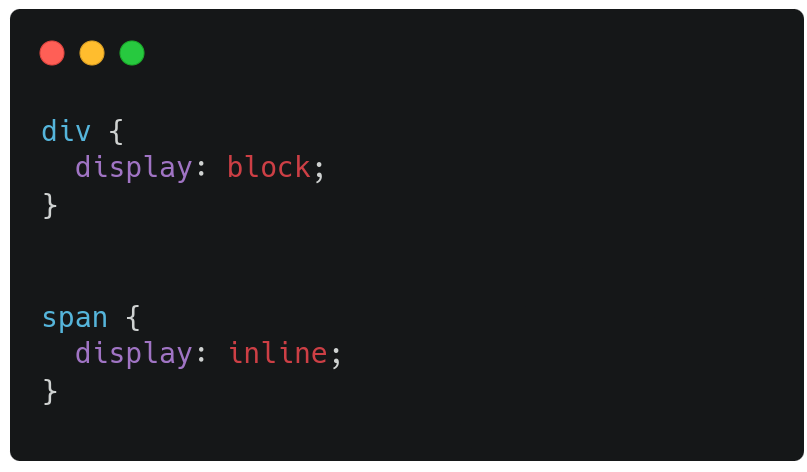 div {
  display: block;
}
span {
  display: inline;
}